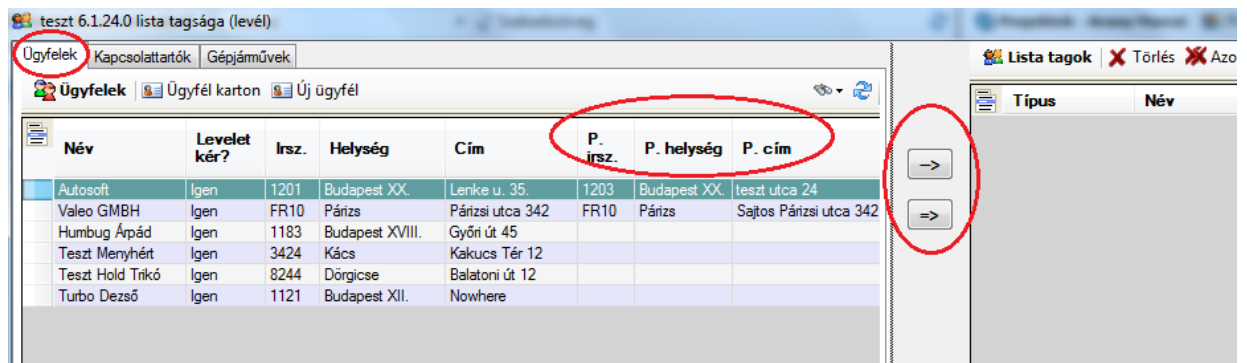 teszt 6.1.24.0 lista tagsága (levél)
Ügyfelek Kapcsolattartók Gépjárművek
Ügyfelek Ügyfél karton Új ügyfél
Lista tagok Törlés Azo
Név Levelet kér? Irsz. Helység Cím P. irsz. P. helység P. cím
Típus Név
Autosoft Igen 1201 Budapest XX. Lenke u. 35. 1203 Budapest XX. teszt utca 24
Valeo GMBH Igen FR10 Párizs Párizsi utca 342 FR10 Párizs Sajtos Párizsi utca 342
Humbug Árpád Igen 1183 Budapest XVIII. Győri út 45
Teszt Menyhért Igen 3424 Kács Kakucs Tér 12
Teszt Hold Trikó Igen 8244 Dörgicse Balatoni út 12
Turbo Dezső Igen 1121 Budapest XII. Nowhere
-->
=>